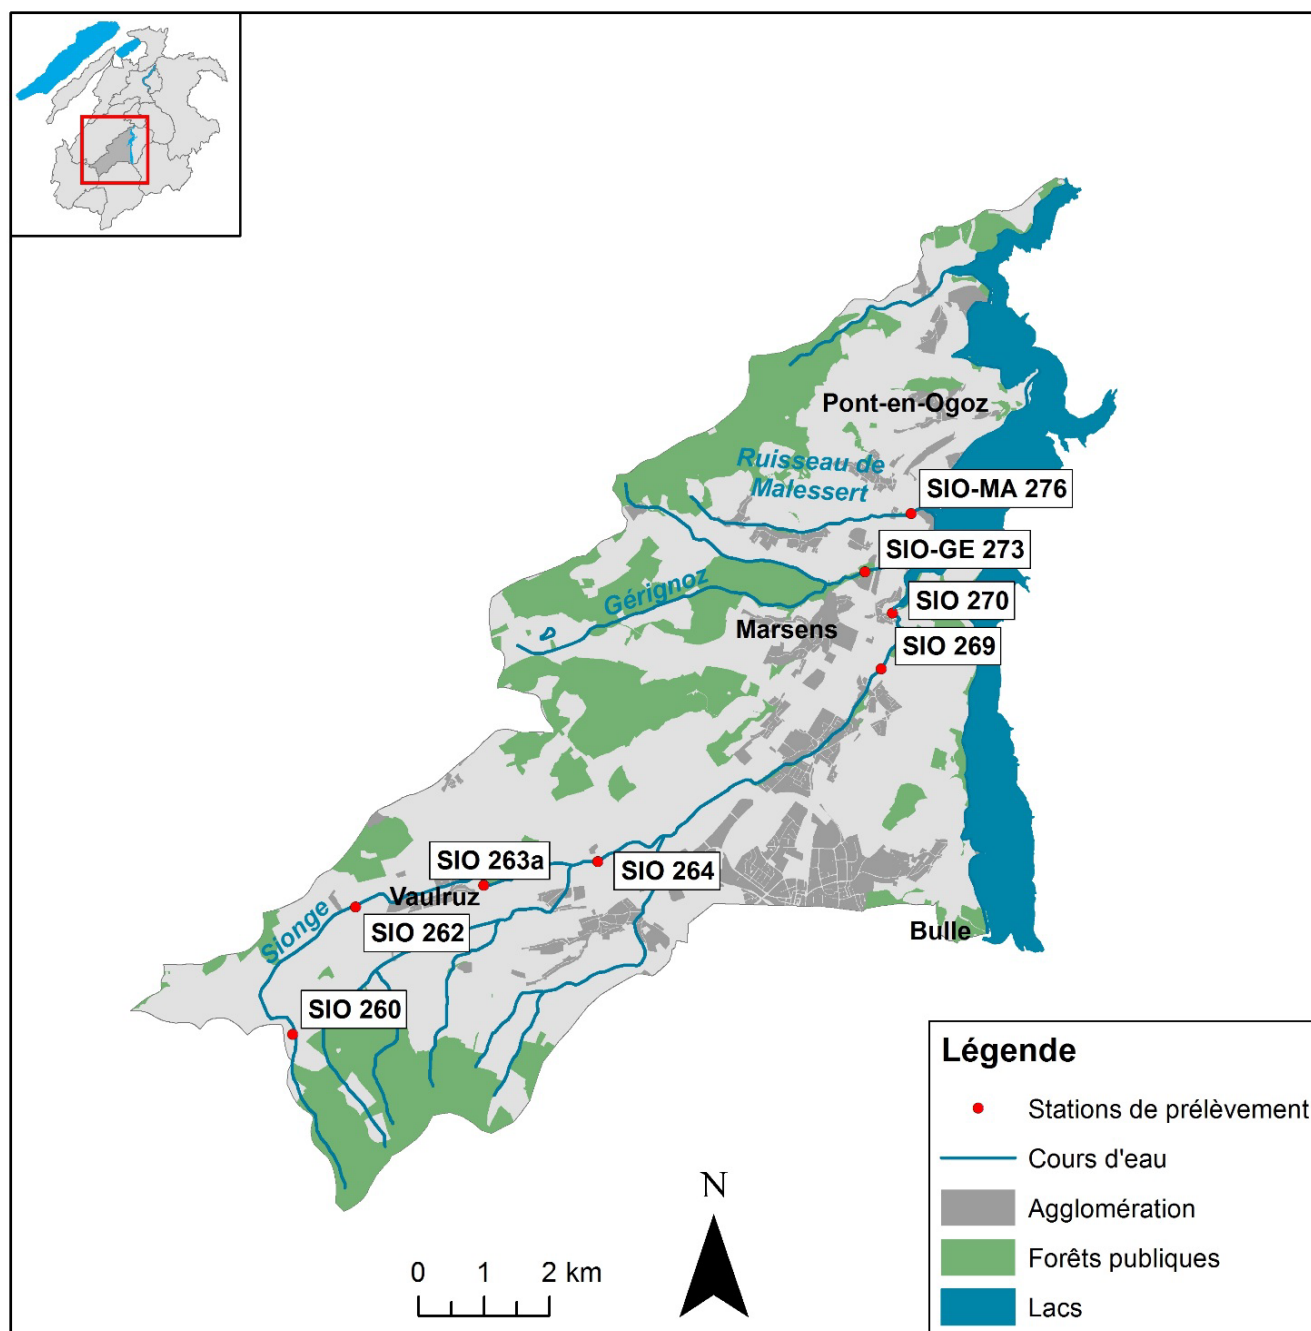 Pont-en-Ogoz
Ruisseau de
Malessert
SIO-MA 276
SIO-GE 273
Gérignoz
SIO 270
Marsens
SIO 269
SIO 263a
SIO 264
Vaulruz
Sionge
SIO 262
Bulle
SIO 260
Légende
Stations de prélèvement
Cours d'eau
Agglomération
Forêts publiques
Lacs
N
0 1 2 km